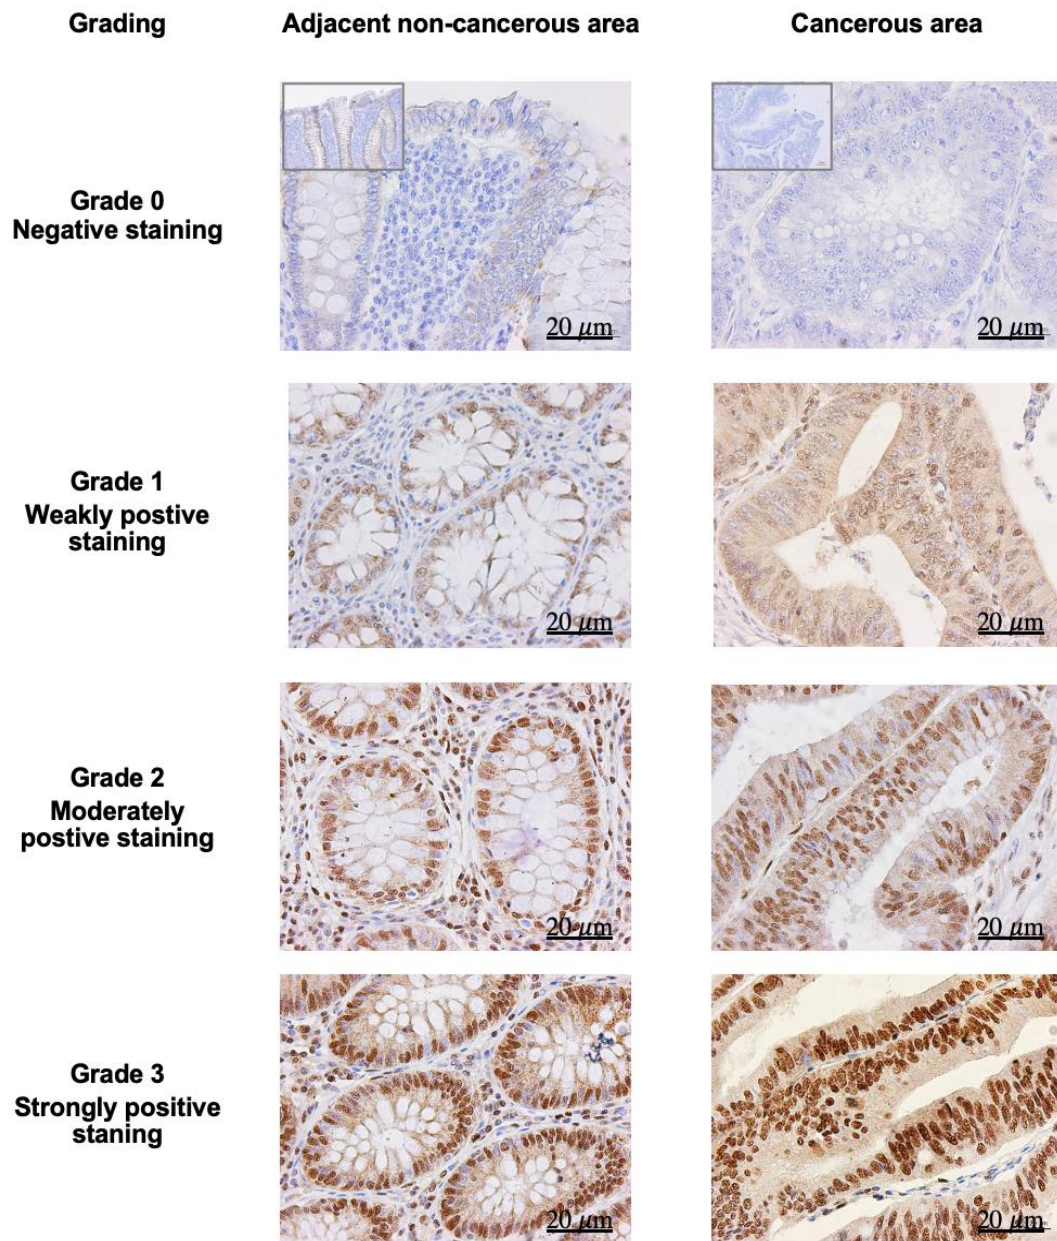 Grading
Adjacent non-cancerous area
Cancerous area
Grade 0
Negative staining
20 µm
20 µm
Grade 1
Weakly postive
staining
20 µm
20 µm
Grade 2
Moderately
postive staining
20 µm
20 µm
Grade 3
Strongly positive
staning
20 µm
20 µm